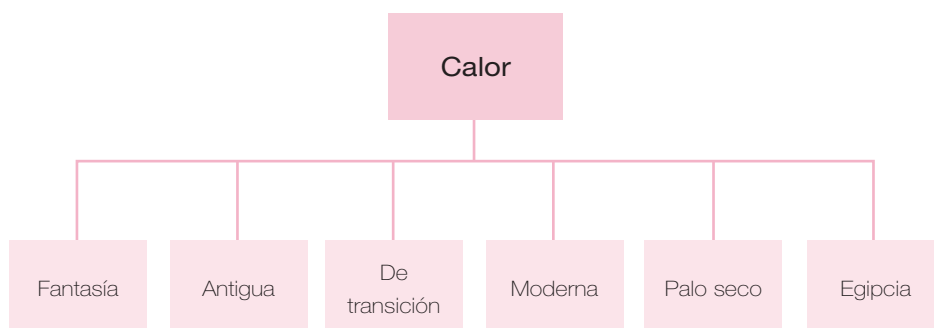 Calor
Fantasía
Antigua
De
transición
Moderna
Palo seco
Egipcia